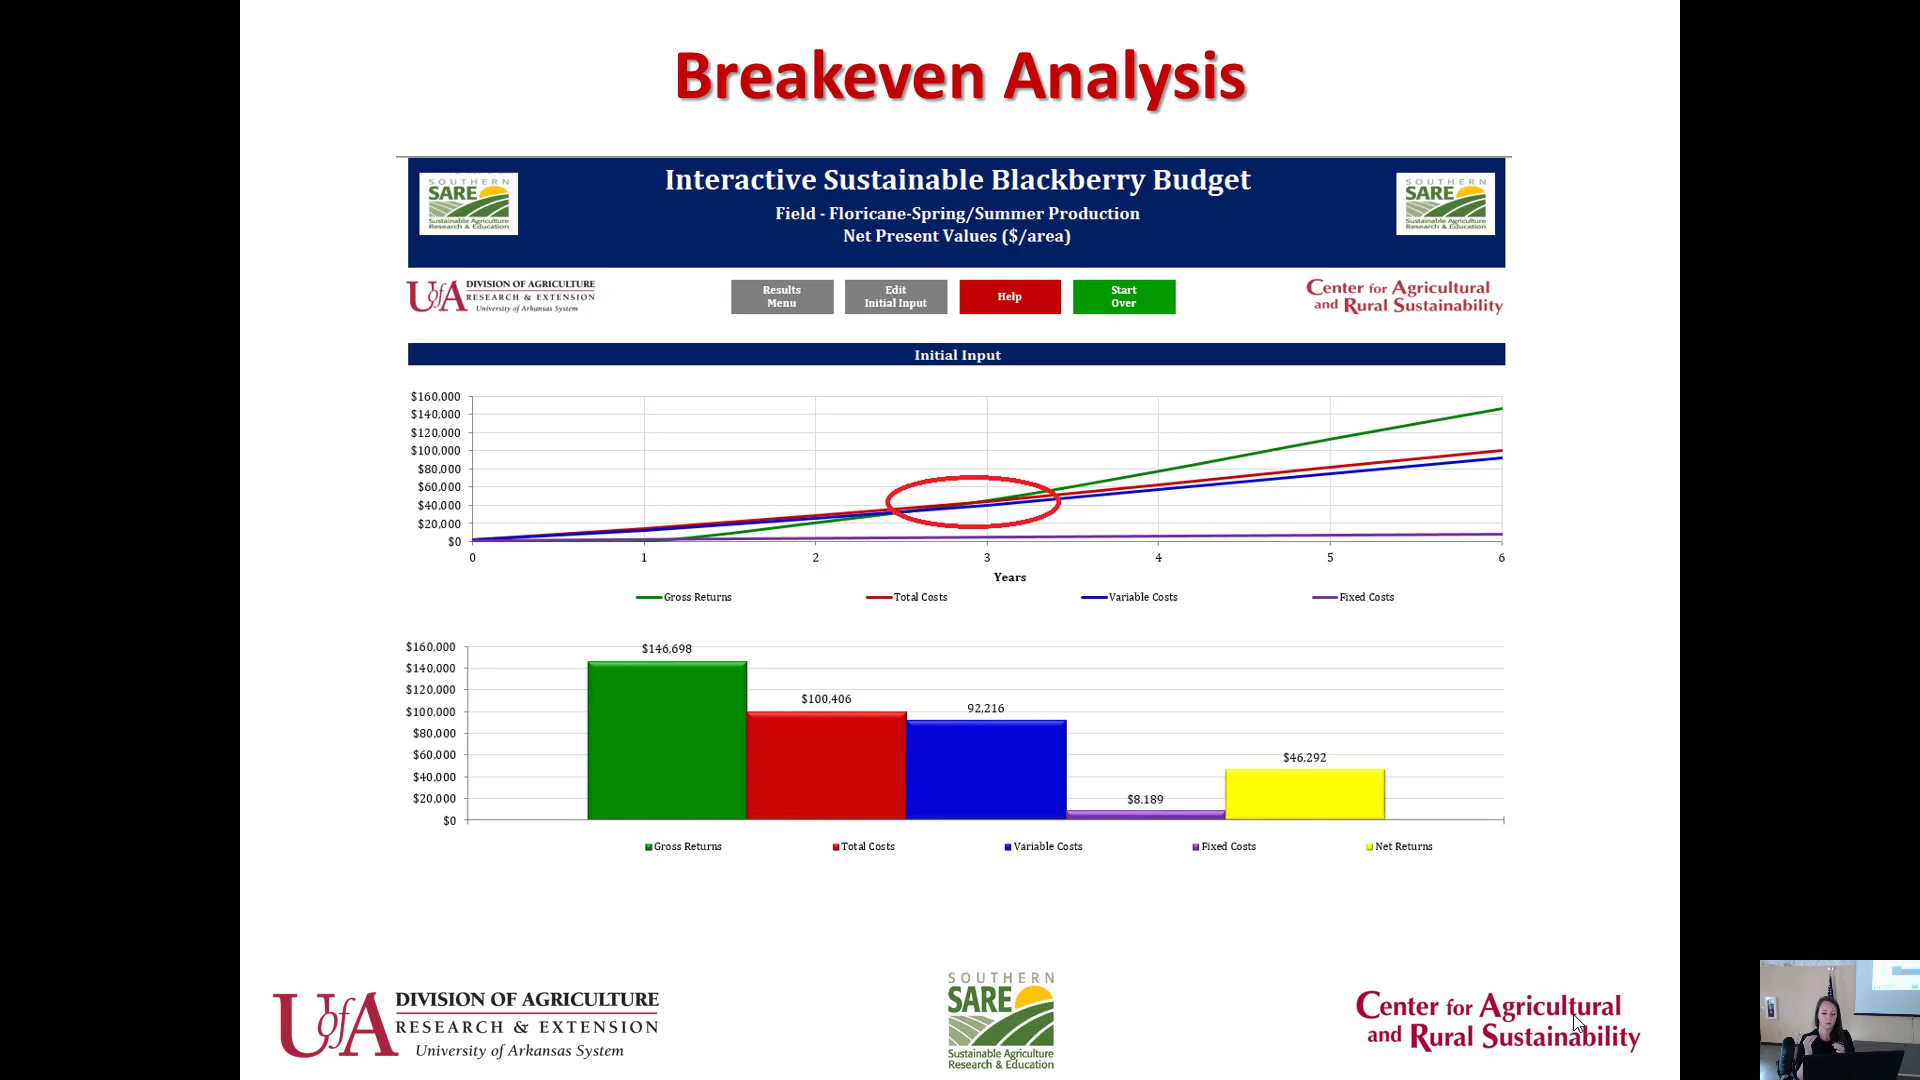 Breakeven Analysis
SOUTHERN
SARE
Sustainable Agriculture
Research & Education
Interactive Sustainable Blackberry Budget
Field - Floricane-Spring/Summer Production
Net Present Values ($/area)
SOUTHERN
SARE
Sustainable Agriculture
Research & Education
UofA DIVISION OF AGRICULTURE
RESEARCH & EXTENSION
University of Arkansas System
Results
Menu
Edit
Initial Input
Help
Start
Over
Center for Agricultural
and Rural Sustainability
Initial Input
$160,000
$140,000
$120,000
$100,000
$80,000
$60,000
$40,000
$20,000
$0
0 1 2 3 4 5 6
Years
Gross Returns Total Costs Variable Costs Fixed Costs
$160,000
$140,000
$120,000
$100,000
$80,000
$60,000
$40,000
$20,000
$0
$146,698
$100,406
92,216
$8,189
$46,292
Gross Returns Total Costs Variable Costs Fixed Costs Net Returns
UofA DIVISION OF AGRICULTURE
RESEARCH & EXTENSION
University of Arkansas System
SOUTHERN
SARE
Sustainable Agriculture
Research & Education
Center for Agricultural
and Rural Sustainability